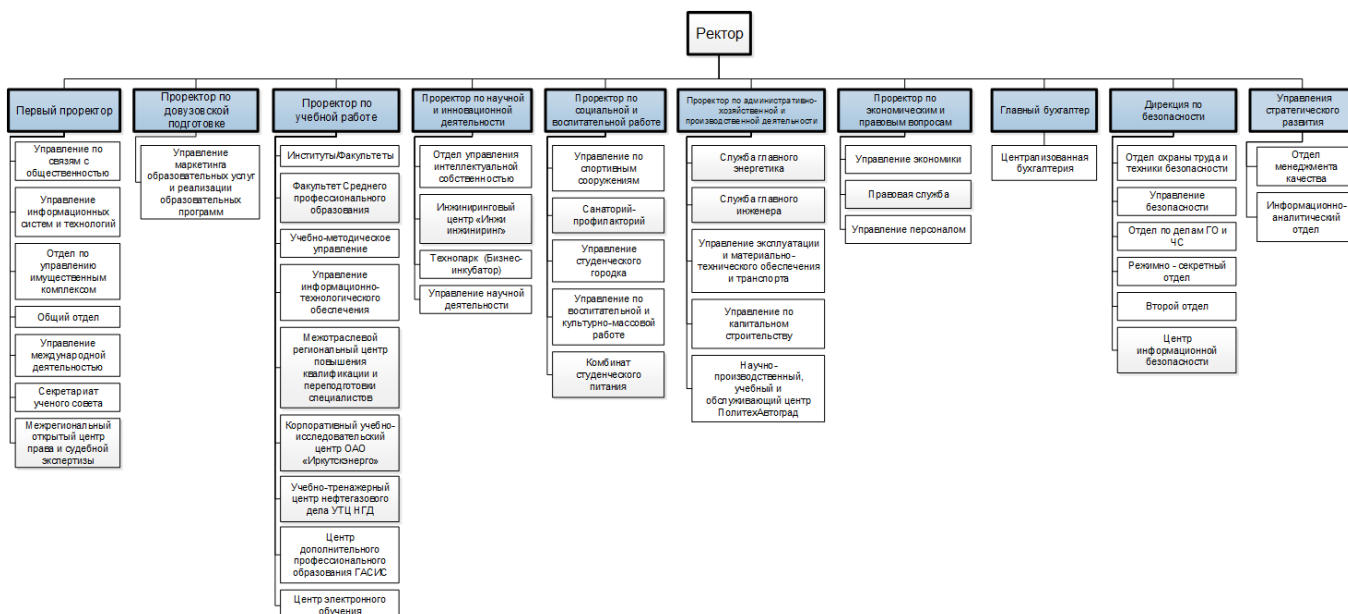 Ректор
Первый проректор
Управление по
связям с
общественностью
Управление
информационных
систем и технологий
Отдел по
управлению
имущественным
комплексом
Общий отдел
Управление
международной
деятельностью
Секретариат
ученого совета
Межрегиональный
открытый центр
права и судебной
экспертизы
Проректор по
довузовской
подготовке
Управление
маркетинга
образовательных услуг
и реализации
образовательных
программ
Проректор по
учебной работе
Институты/Факультеты
Факультет Среднего
профессионального
образования
Учебно-методическое
управление
Управление
информационно-
технологического
обеспечения
Межотраслевой
региональный центр
повышения
квалификации и
переподготовки
специалистов
Корпоративный учебно-
исследовательский
центр ОАО
«Иркутскэнерго»
Учебно-тренажерный
центр нефтегазового
дела УТЦ НГД
Центр
дополнительного
профессионального
образования ГАСИС
Центр электронного
обучения
Проректор по научной
и инновационной
деятельности
Отдел управления
интеллектуальной
собственностью
Инжиниринговый
центр «Инжи
инжиниринг»
Технопарк (Бизнес-
инкубатор)
Управление научной
деятельности
Проректор по
социальной и
воспитательной работе
Управление по
спортивным
сооружениям
Санаторий-
профилакторий
Управление
студенческого
городка
Управление по
воспитательной и
культурно-массовой
работе
Комбинат
студенческого
питания
Проректор по административно-
хозяйственной и
производственной деятельности
Служба главного
энергетика
Служба главного
инженера
Управление эксплуатации
и материально-
технического обеспечения
и транспорта
Управление по
капитальному
строительству
Научно-
производственный,
учебный и
обслуживающий центр
ПолитехАвтоград
Проректор по
экономическим и
правовым вопросам
Управление экономики
Правовая служба
Управление персоналом
Главный бухгалтер
Централизованная
бухгалтерия
Дирекция по
безопасности
Отдел охраны труда и
техники безопасности
Управление
безопасности
Отдел по делам ГО и
ЧС
Режимно - секретный
отдел
Второй отдел
Центр
информационной
безопасности
Управления
стратегического
развития
Отдел
менеджмента
качества
Информационно-
аналитический
отдел